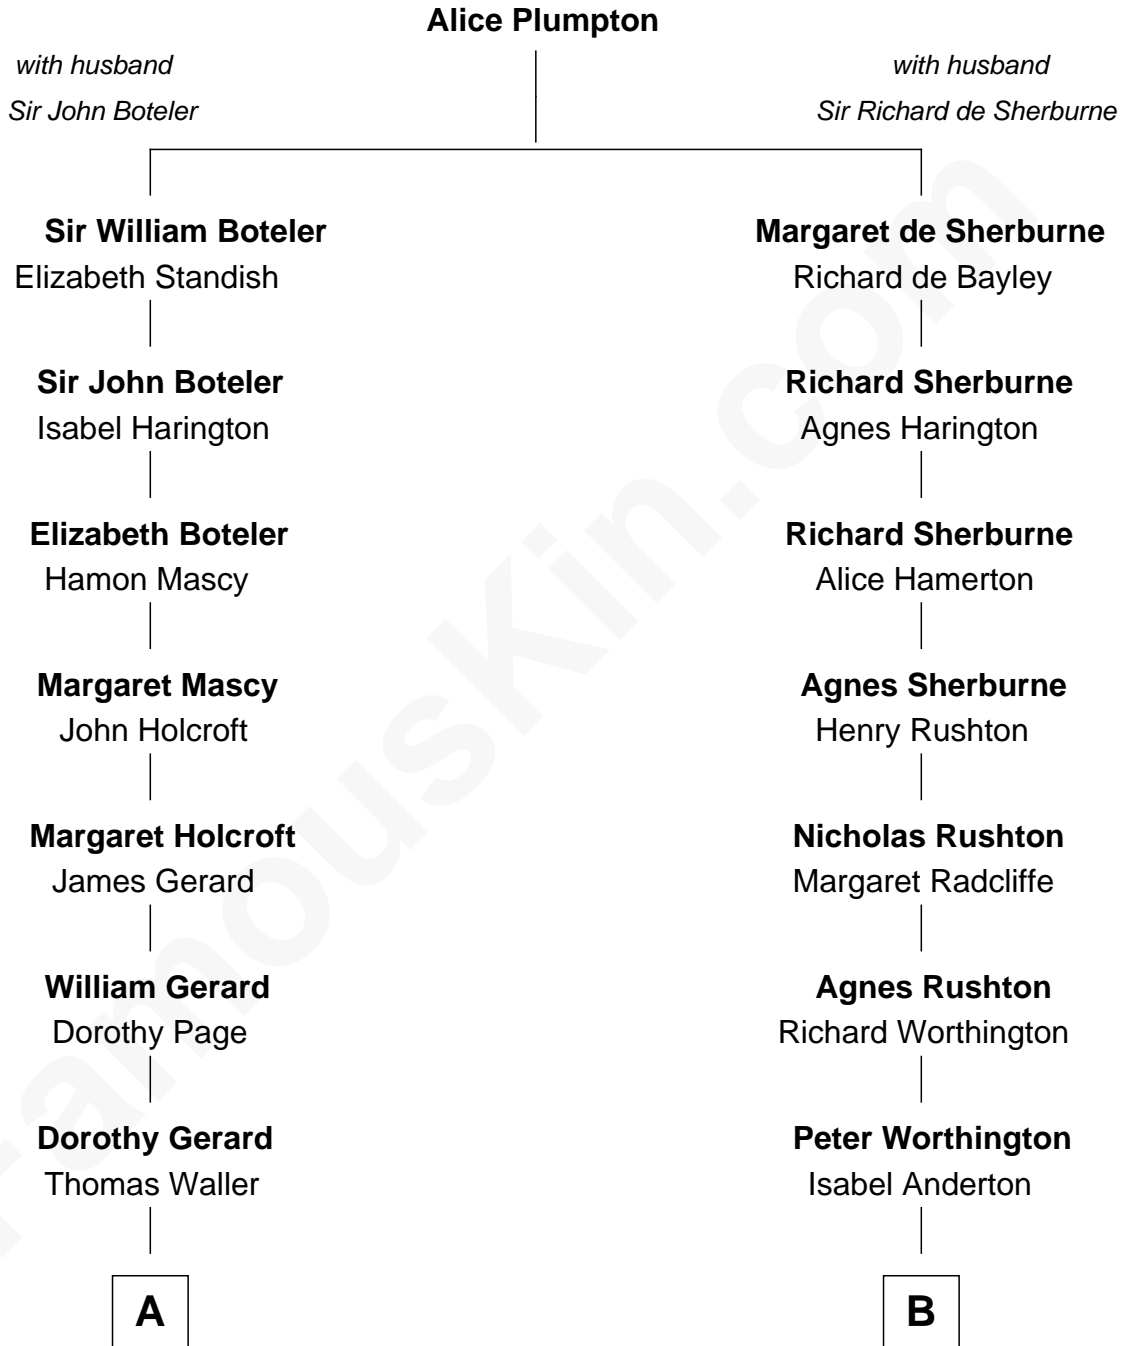 Alice Plumpton
with husband
Sir John Boteler
with husband
Sir Richard de Sherburne
Sir William Boteler
Elizabeth Standish
Margaret de Sherburne
Richard de Bayley
Sir John Boteler
Isabel Harington
Richard Sherburne
Agnes Harington
Elizabeth Boteler
Hamon Mascy
Richard Sherburne
Alice Hamerton
Margaret Mascy
John Holcroft
Agnes Sherburne
Henry Rushton
Margaret Holcroft
James Gerard
Nicholas Rushton
Margaret Radcliffe
William Gerard
Dorothy Page
Agnes Rushton
Richard Worthington
Dorothy Gerard
Thomas Waller
Peter Worthington
Isabel Anderton
A
B
FamousKin.com